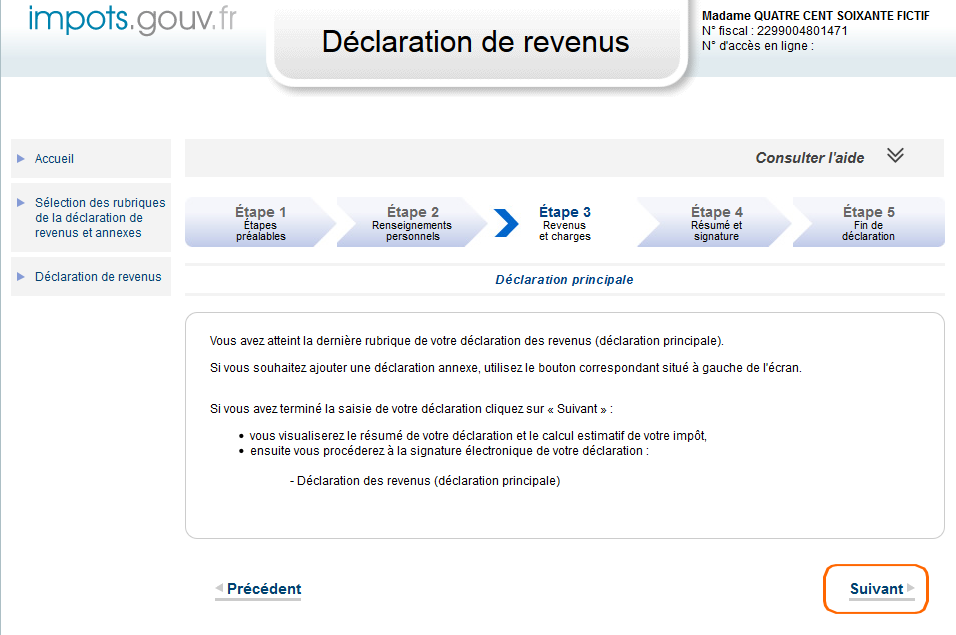 impots.gouv.fr
Déclaration de revenus
Madame QUATRE CENT SOIXANTE FICTIF
N° fiscal : 2299004801471
N° d'accès en ligne :
Accueil
Sélection des rubriques
de la déclaration de
revenus et annexes
Déclaration de revenus
Consulter l'aide
Étape 1
Étapes
préalables
Étape 2
Renseignements
personnels
Étape 3
Revenus
et charges
Étape 4
Résumé et
signature
Étape 5
Fin de
déclaration
Déclaration principale
Vous avez atteint la dernière rubrique de votre déclaration des revenus (déclaration principale).
Si vous souhaitez ajouter une déclaration annexe, utilisez le bouton correspondant situé à gauche de l'écran.
Si vous avez terminé la saisie de votre déclaration cliquez sur « Suivant » :
• vous visualiserez le résumé de votre déclaration et le calcul estimatif de votre impôt,
• ensuite vous procéderez à la signature électronique de votre déclaration :
- Déclaration des revenus (déclaration principale)
Précédent
Suivant